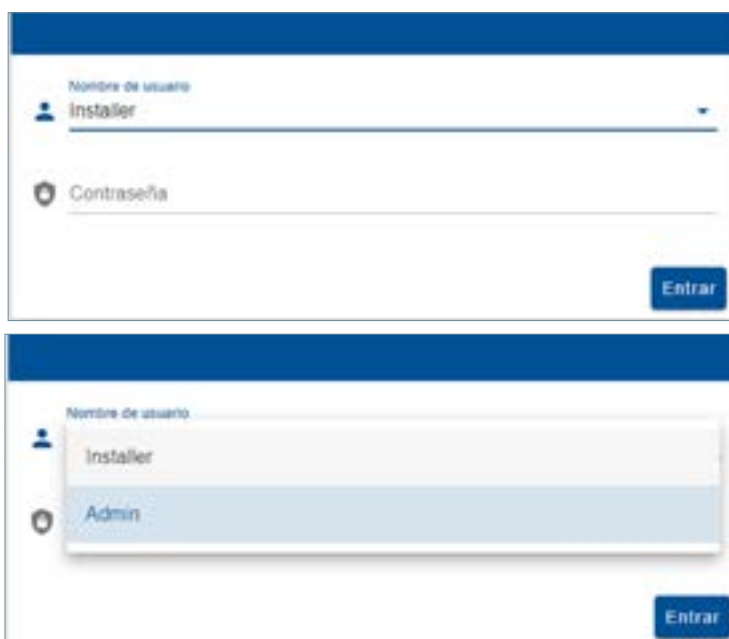 Nombre de usuario
Installer
Contraseña
Entrar
Nombre de usuario
Installer
Admin
Entrar